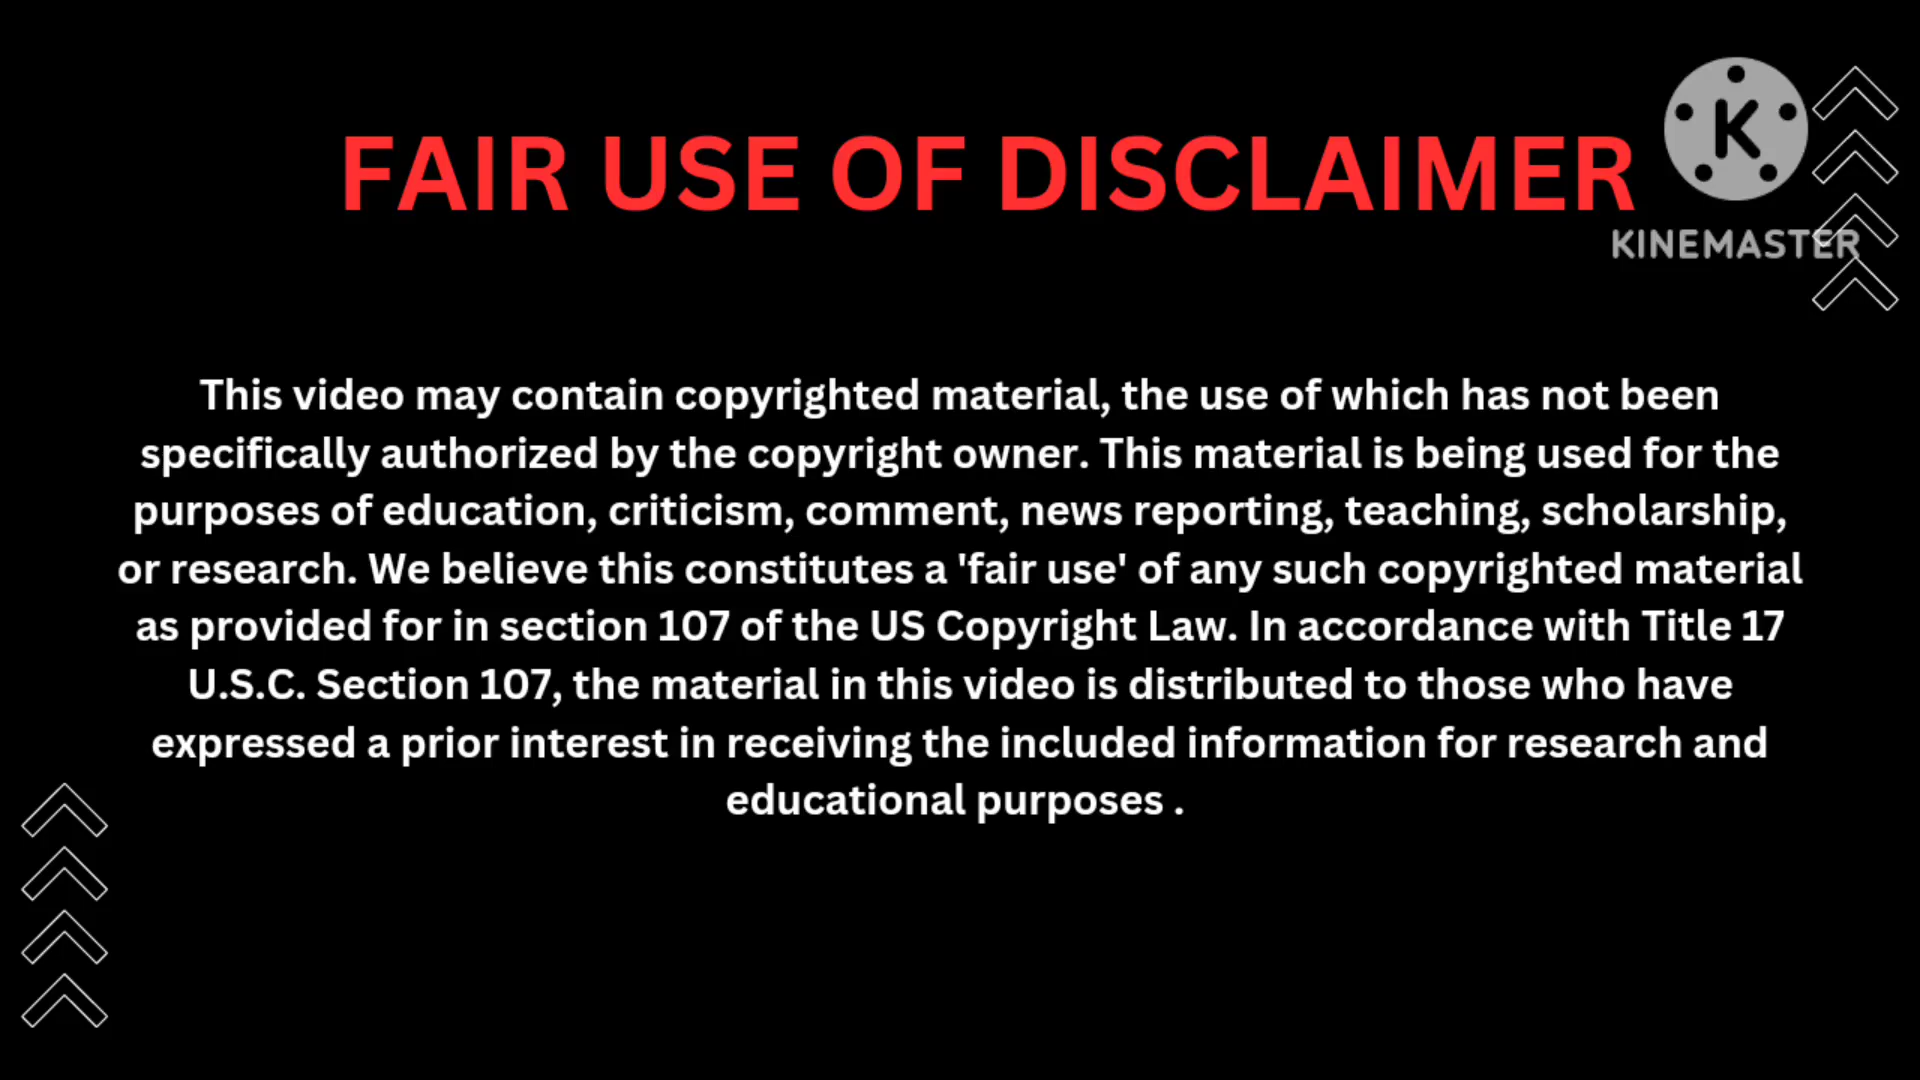 FAIR USE OF DISCLAIMER
K
KINEMASTER
This video may contain copyrighted material, the use of which has not been
specifically authorized by the copyright owner. This material is being used for the
purposes of education, criticism, comment, news reporting, teaching, scholarship,
or research. We believe this constitutes a 'fair use' of any such copyrighted material
as provided for in section 107 of the US Copyright Law. In accordance with Title 17
U.S.C. Section 107, the material in this video is distributed to those who have
expressed a prior interest in receiving the included information for research and
educational purposes .